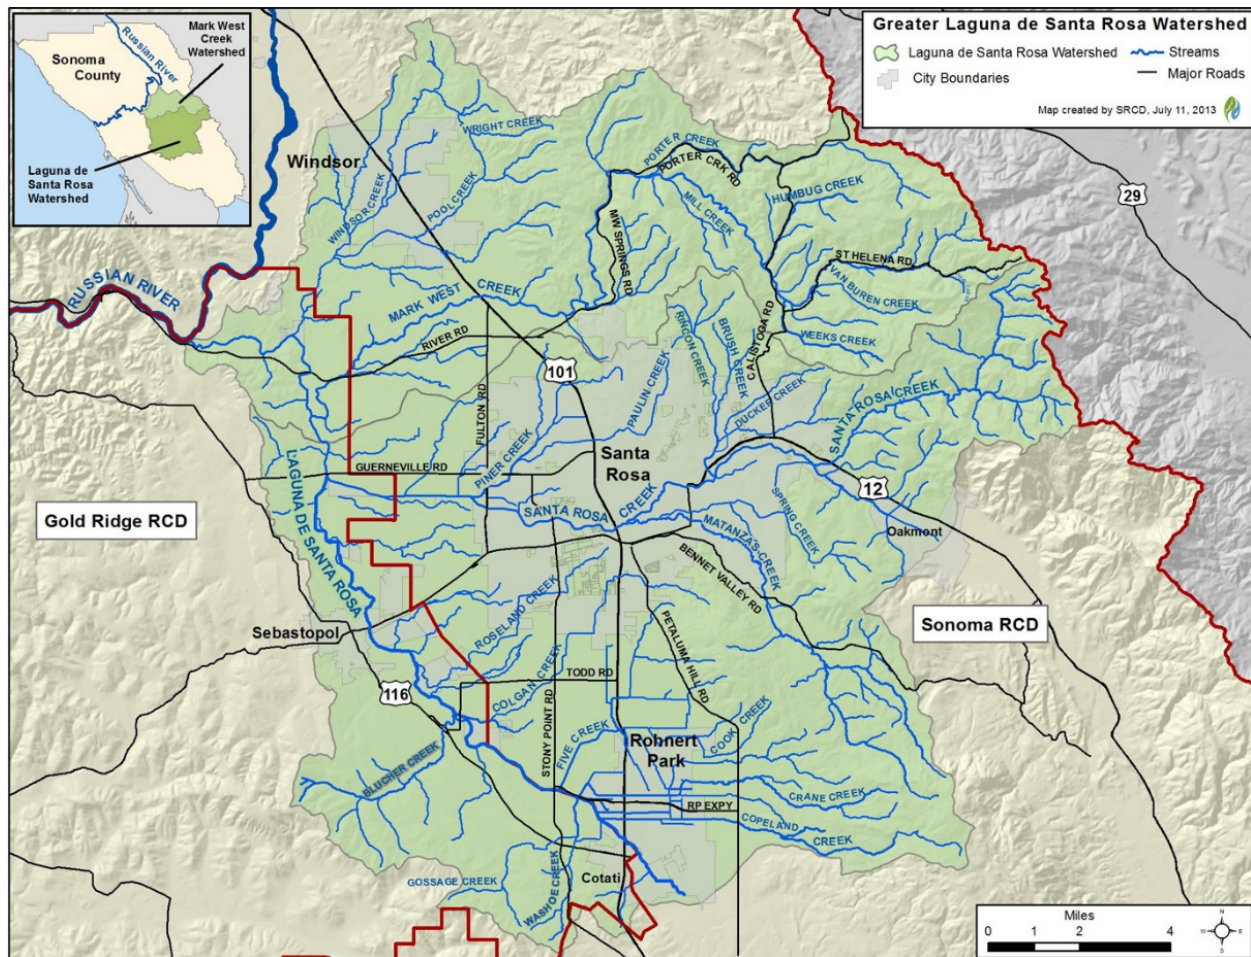 Mark West
Creek
Watershed
Sonoma
County
Russian River
Laguna de
Santa Rosa
Watershed
Greater Laguna de Santa Rosa Watershed
Laguna de Santa Rosa Watershed
Streams
City Boundaries
Major Roads
Map created by SRCD, July 11, 2013
29
WRIGHT CREEK
Windsor
WINDSOR CREEK
POOL CREEK
PORTER CREEK
PORTER CRK RD
MILL CREEK
HUMBUG CREEK
MW SPRINGS RD
ST HELENA RD
VAN BUREN CREEK
RUSSIAN RIVER
MARK WEST CREEK
RIVER RD
RINCON CREEK
BRUSH CREEK
CALISTOGA RD
WEEKS CREEK
101
FULTON RD
PAULIN CREEK
DUCKER CREEK
SANTA ROSA CREEK
PINER CREEK
GUERNEVILLE RD
Santa
Rosa
12
LAGUNA DE SANTA ROSA
SANTA ROSA CREEK
MATANZA'S CREEK
SPRING CREEK
Oakmont
Gold Ridge RCD
BENNET VALLEY RD
ROSELAND CREEK
PETALUMA HILL RD
Sonoma RCD
Sebastopol
116
TODD RD
COLGAN CREEK
STONY POINT RD
FIVE CREEK
Rohnert
Park
COOK CREEK
BLUCHER CREEK
CRANE CREEK
RP EXPY
COPELAND CREEK
GOSSAGE CREEK
WASHOE CREEK
Cotati
Miles
0 1 2 4
N
W E
S